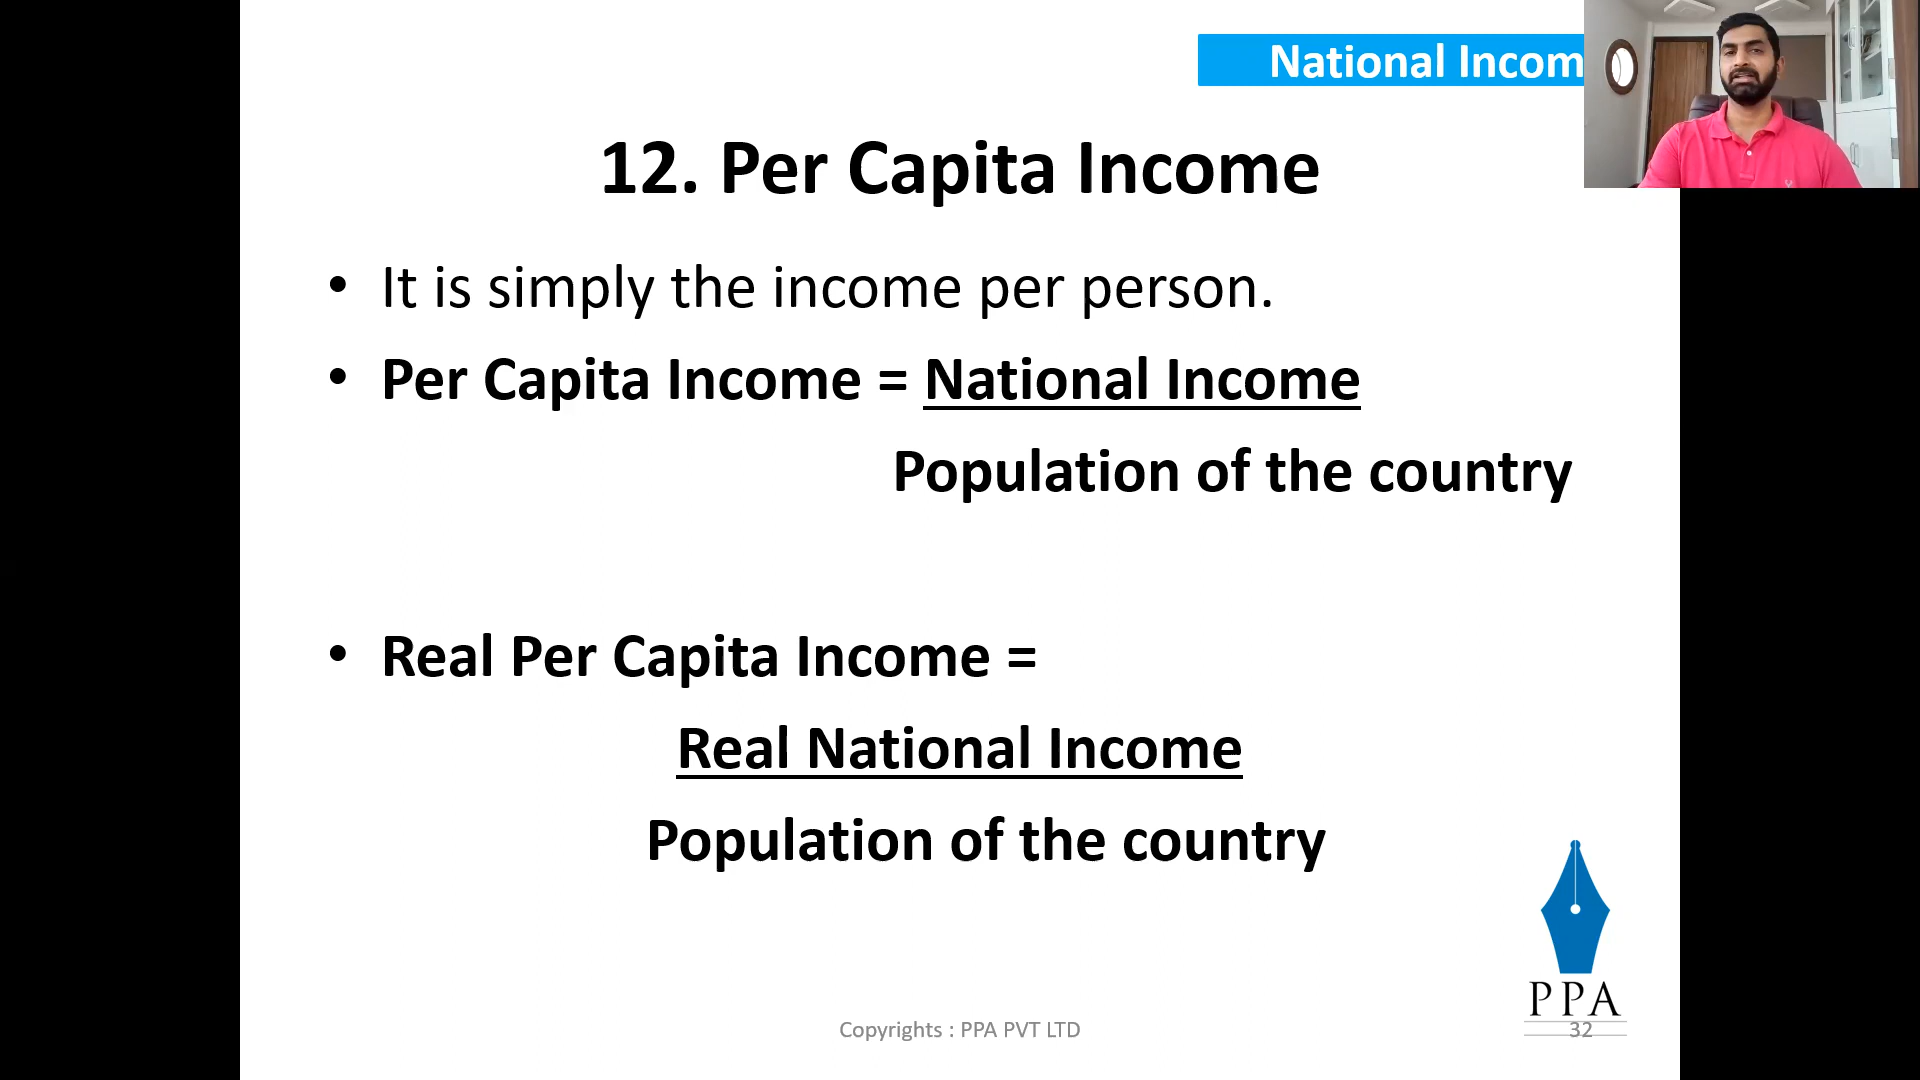 National Incom
12. Per Capita Income
• It is simply the income per person.
• Per Capita Income = National Income
Population of the country
• Real Per Capita Income =
Real National Income
Population of the country
PPA
Copyrights : PPA PVT LTD
32